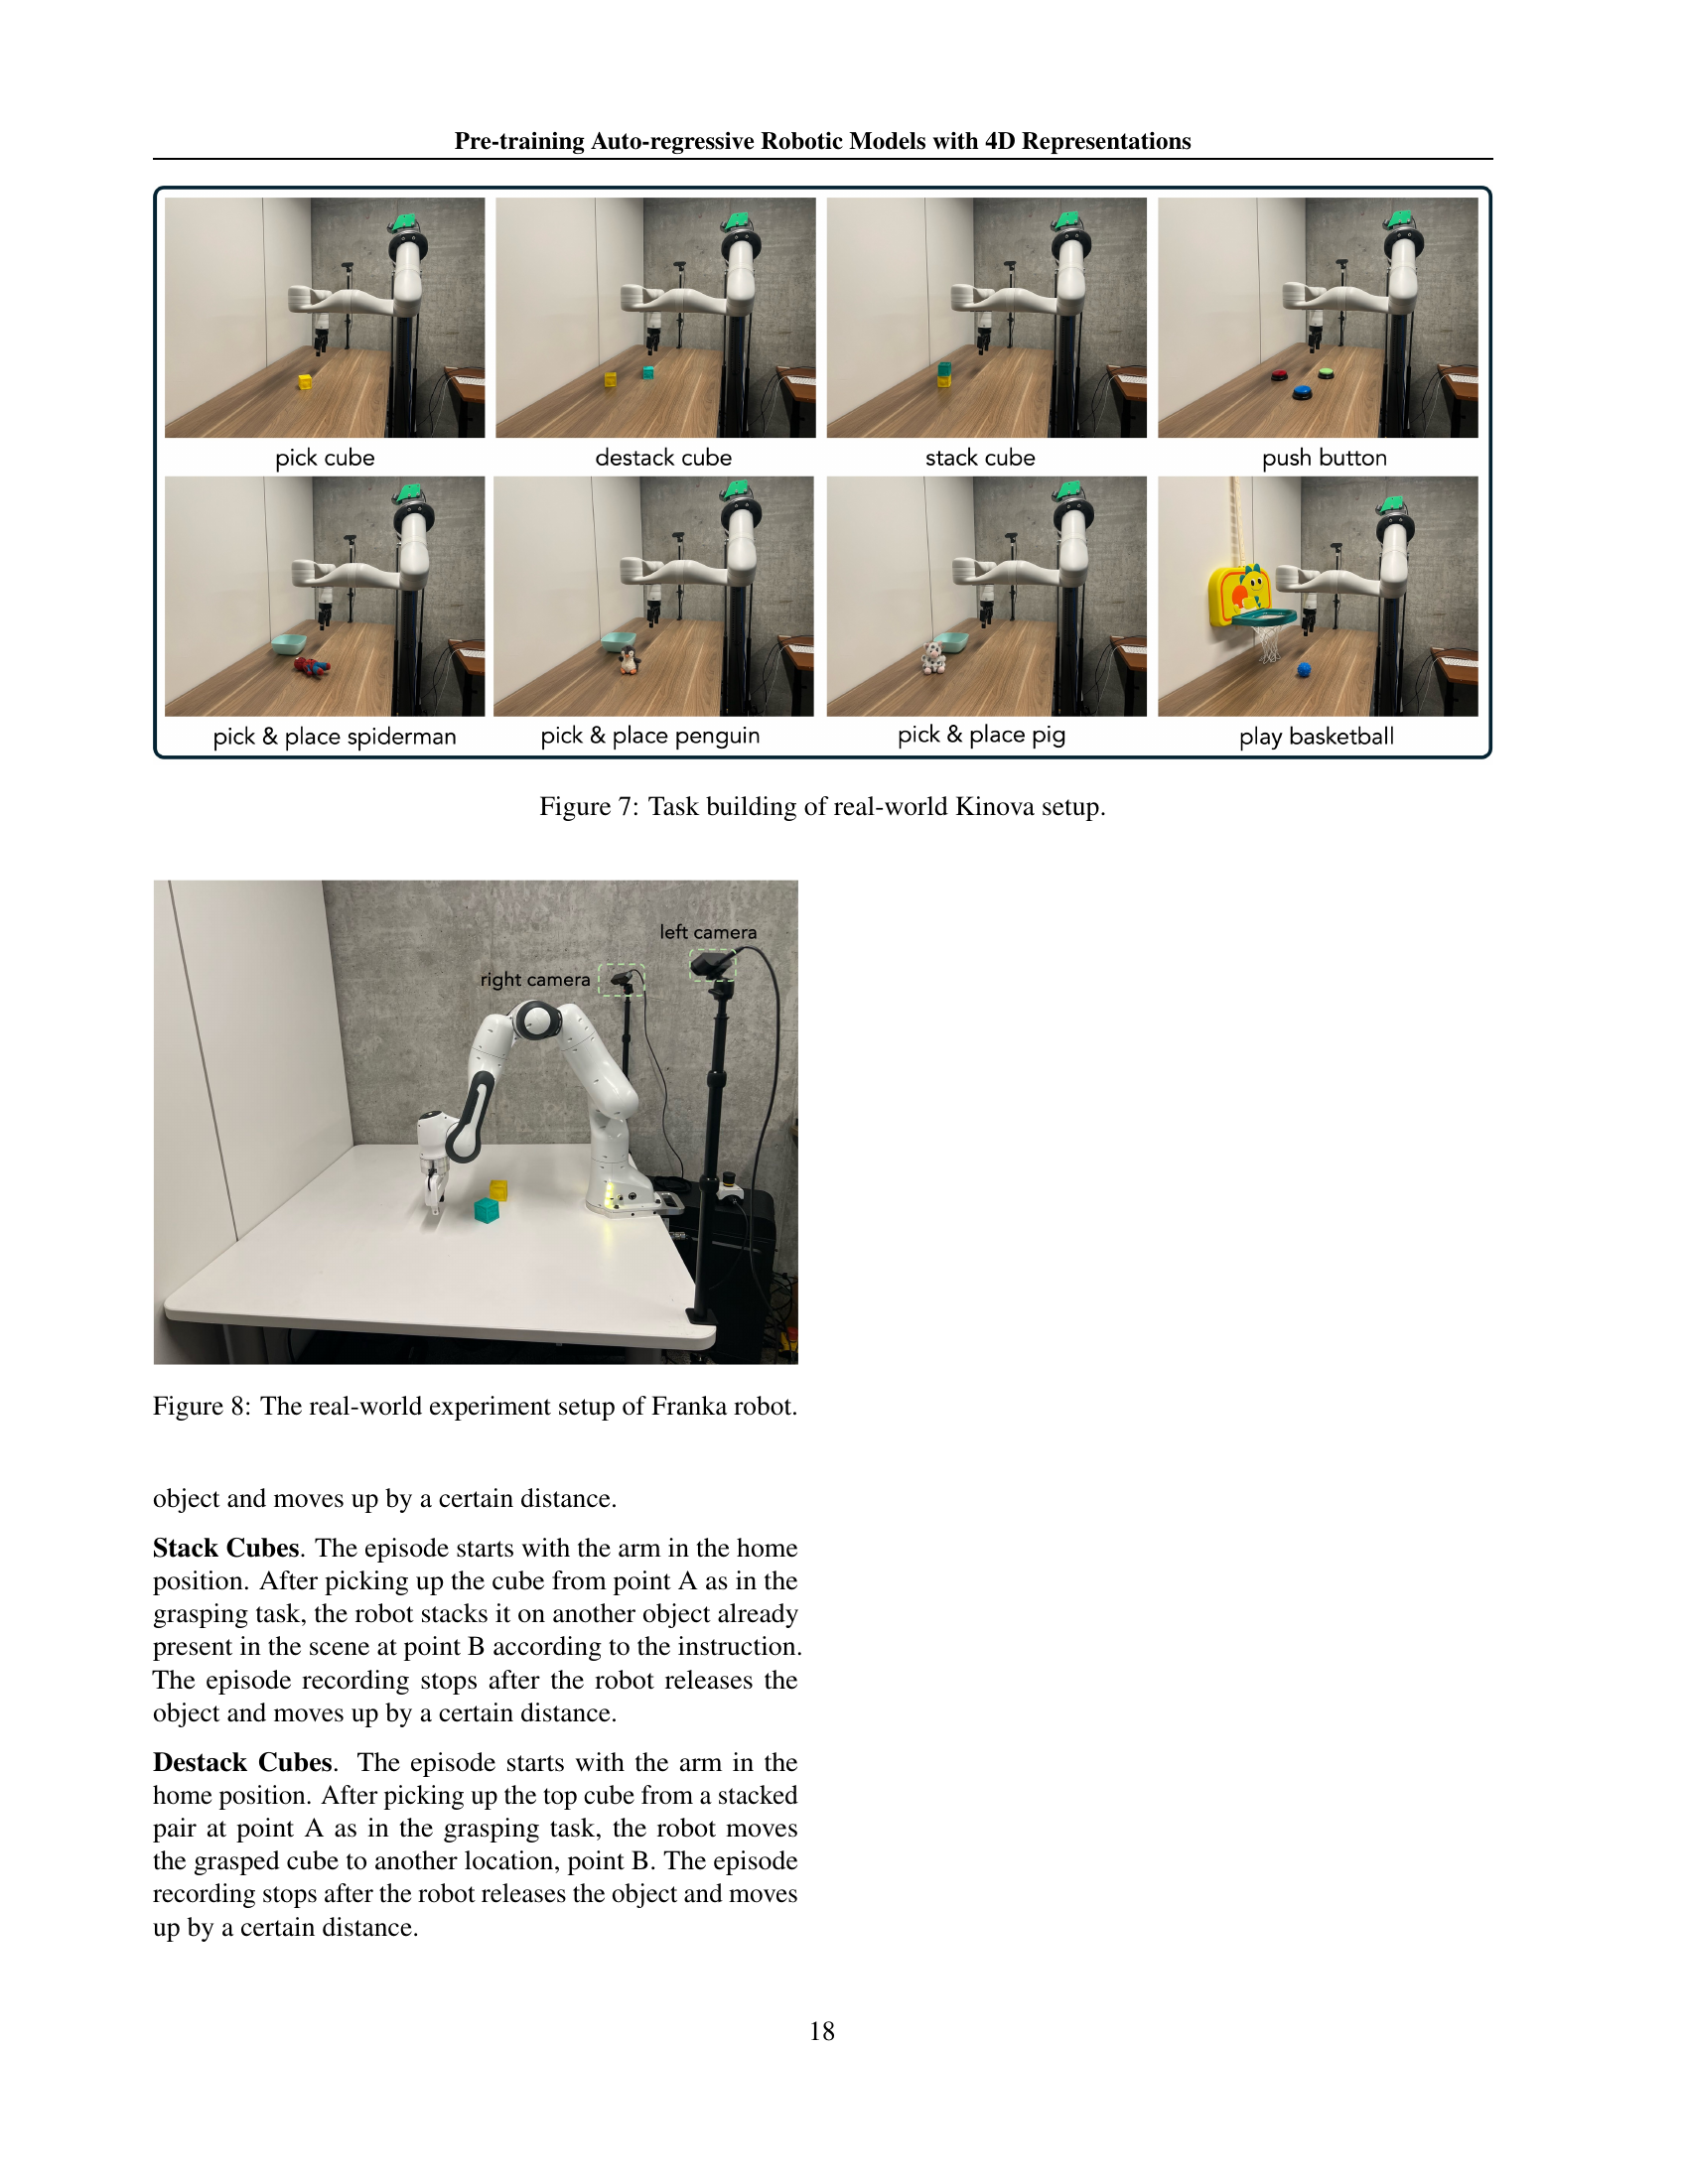 Pre-training Auto-regressive Robotic Models with 4D Representations
pick cube
destack cube
stack cube
push button
pick & place spiderman
pick & place penguin
pick & place pig
play basketball
Figure 7: Task building of real-world Kinova setup.
left camera
right camera
Figure 8: The real-world experiment setup of Franka robot.
object and moves up by a certain distance.
Stack Cubes. The episode starts with the arm in the home
position. After picking up the cube from point A as in the
grasping task, the robot stacks it on another object already
present in the scene at point B according to the instruction.
The episode recording stops after the robot releases the
object and moves up by a certain distance.
Destack Cubes. The episode starts with the arm in the
home position. After picking up the top cube from a stacked
pair at point A as in the grasping task, the robot moves
the grasped cube to another location, point B. The episode
recording stops after the robot releases the object and moves
up by a certain distance.
18